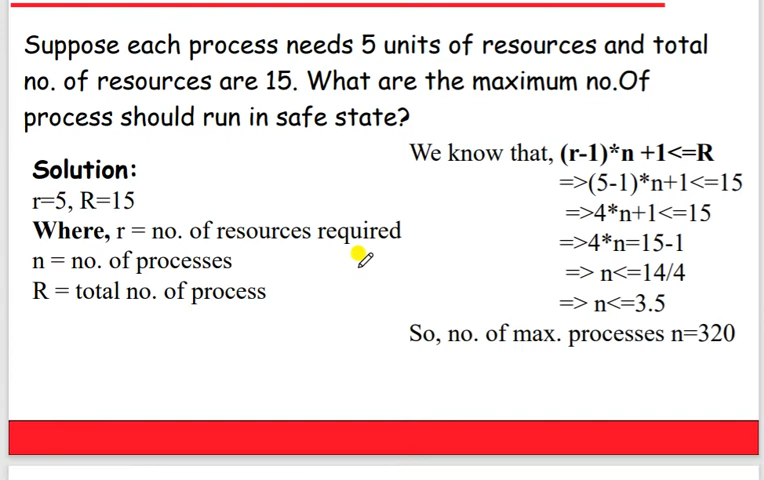 Suppose each process needs 5 units of resources and total
no. of resources are 15. What are the maximum no.Of
process should run in safe state?
Solution:
r=5, R=15
Where, r = no. of resources required
n = no. of processes
R = total no. of process
We know that, (r-1)*n +1<=R
=>(5-1)*n+1<=15
=>4*n+1<=15
=>4*n=15-1
=> n<=14/4
=> n<=3.5
So, no. of max. processes n=320